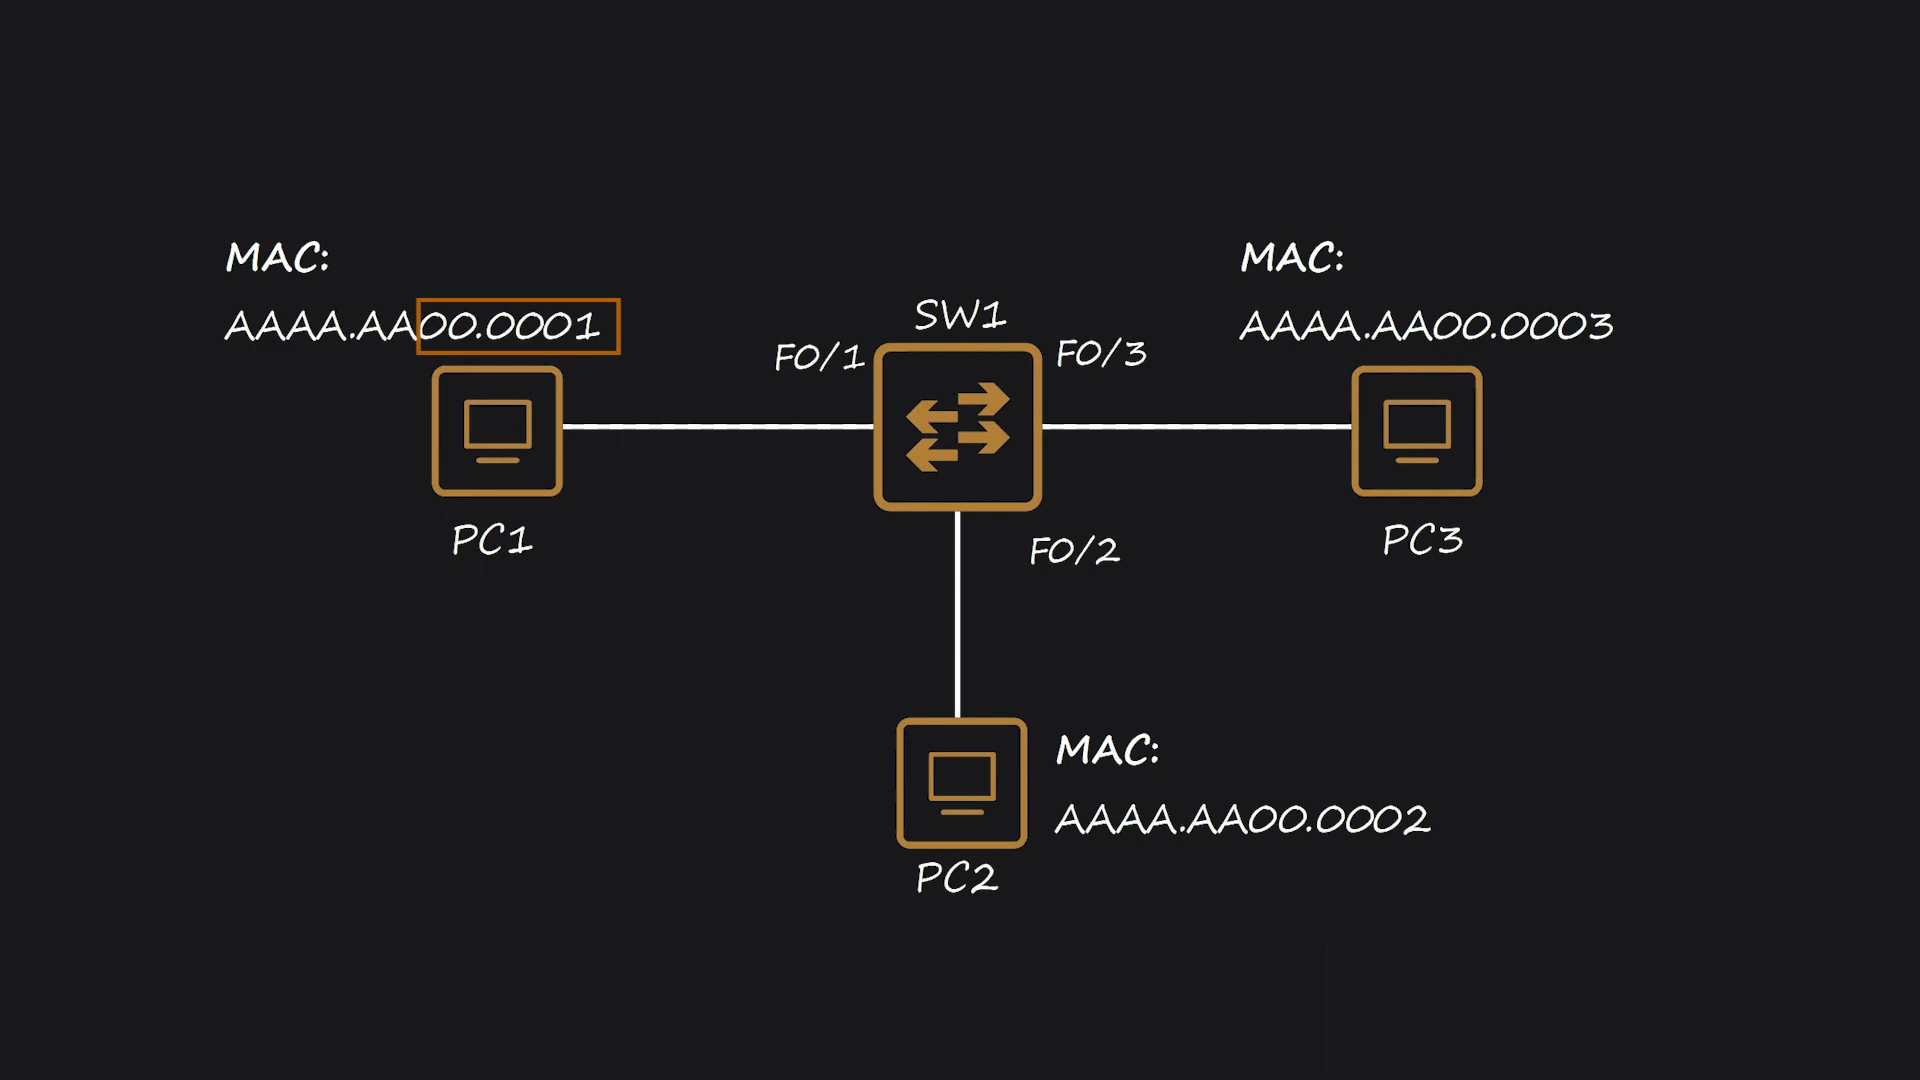 MAC:
AAAA.AA00.0001
PC1
SW1
F0/1
F0/3
F0/2
MAC:
AAAA.AA00.0003
PC3
MAC:
AAAA.AA00.0002
PC2